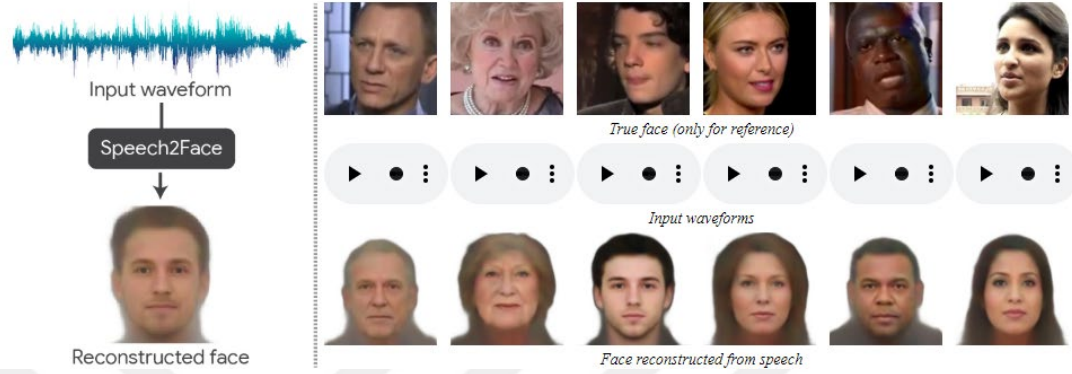 Input waveform
Speech2Face
Reconstructed face
True face (only for reference)
Input waveforms
Face reconstructed from speech